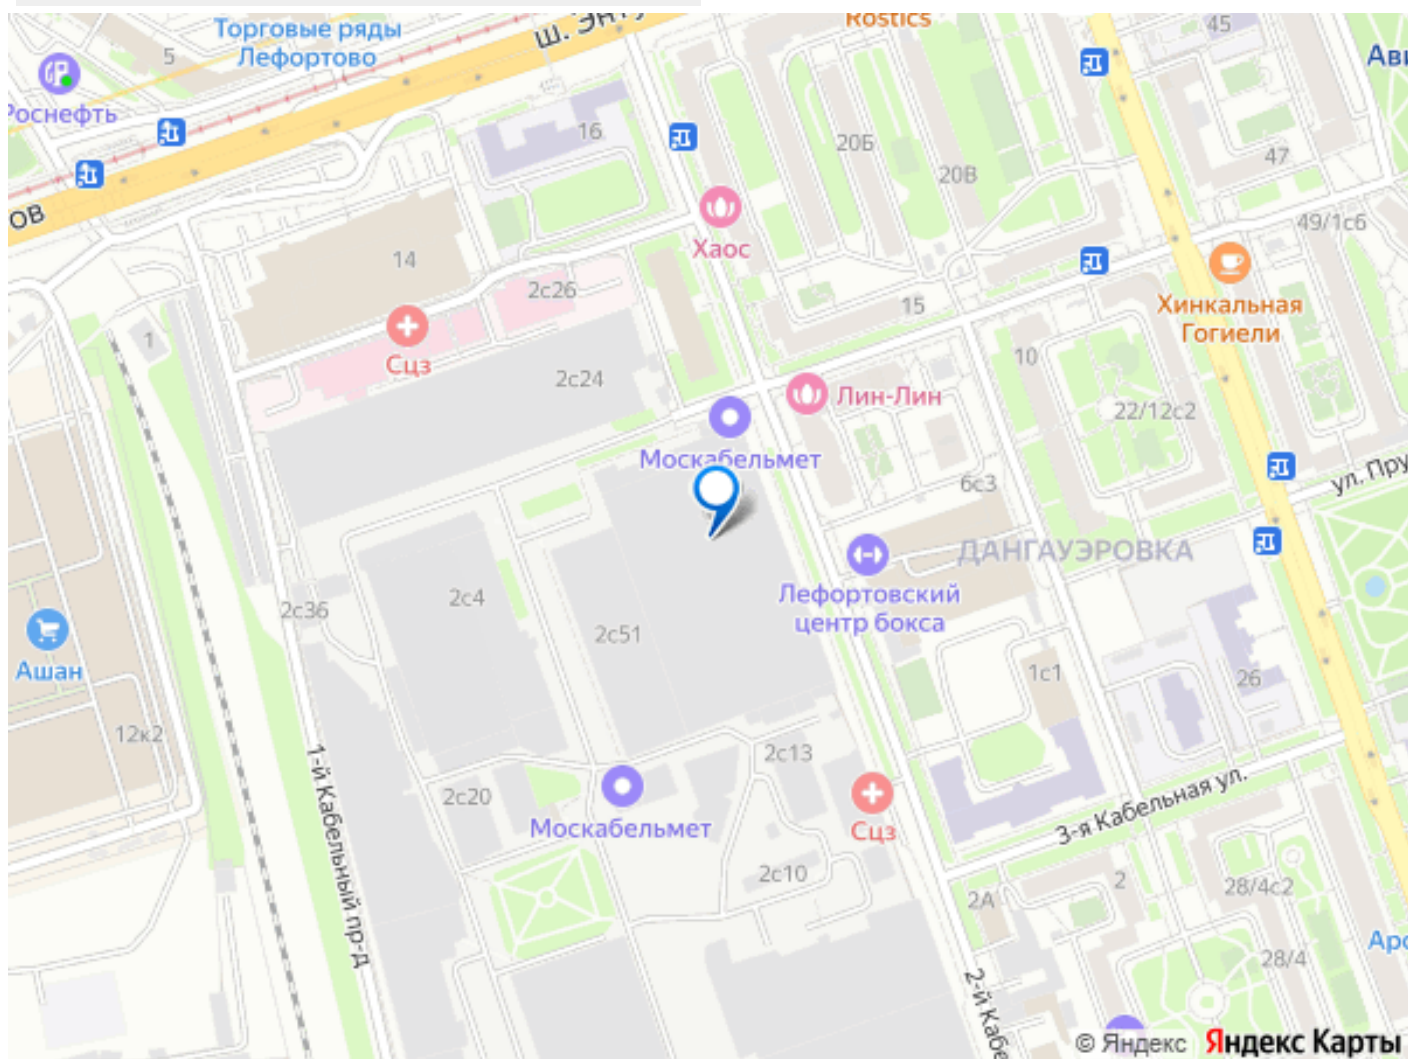 Торговые ряды
Лефортово
5
ш. Энту
Rostics
45
Ави
Роснефть
16
20Б
20В
47
ов
49/1с6
Хаос
14
2с26
15
Хинкальная
Гогиели
1
Сцз
2с24
10
Лин-Лин
22/12с2
Москабельмет
6с3
ул. Пру
ДАНГАУЭРОВКА
2с36
2с4
2с51
Лефортовский
центр бокса
Ашан
1с1
26
12к2
1-й Кабельный пр-д
2с13
2с20
3-я Кабельная ул.
Москабельмет
Сцз
2с10
2
28/4с2
2А
28/4
Аро
2-й Кабе
© Яндекс Яндекс Карты